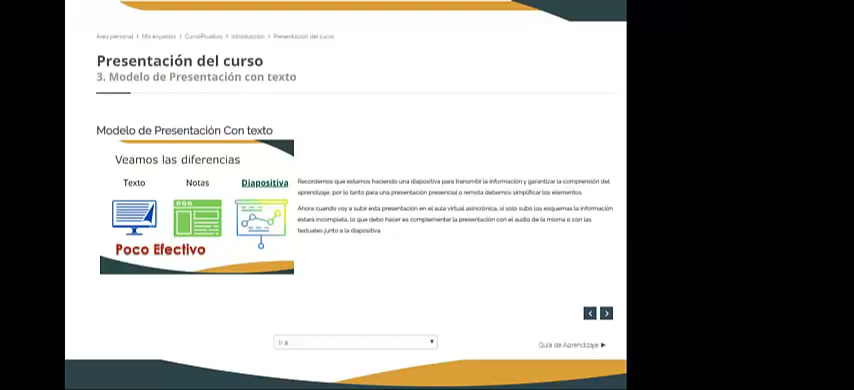 Área personal > Mis espacios > CursoPruebas > Introducción > Presentación del curso
Presentación del curso
3. Modelo de Presentación con texto
Modelo de Presentación Con texto
Veamos las diferencias
Texto Notas Diapositiva
Poco Efectivo
Recordemos que estamos haciendo una diapositiva para transmitir la información y garantizar la comprensión del
aprendizaje, por lo tanto para una presentación presencial o remota debemos simplificar los elementos.
Ahora cuando voy a subir esta presentación en el aula virtual asincrónica, si solo subo los esquemas la información
estará incompleta, lo que debo hacer es complementar la presentación con el audio de la misma o con las
textuales junto a la diapositiva
Ir a
Guía de Aprendizaje ►